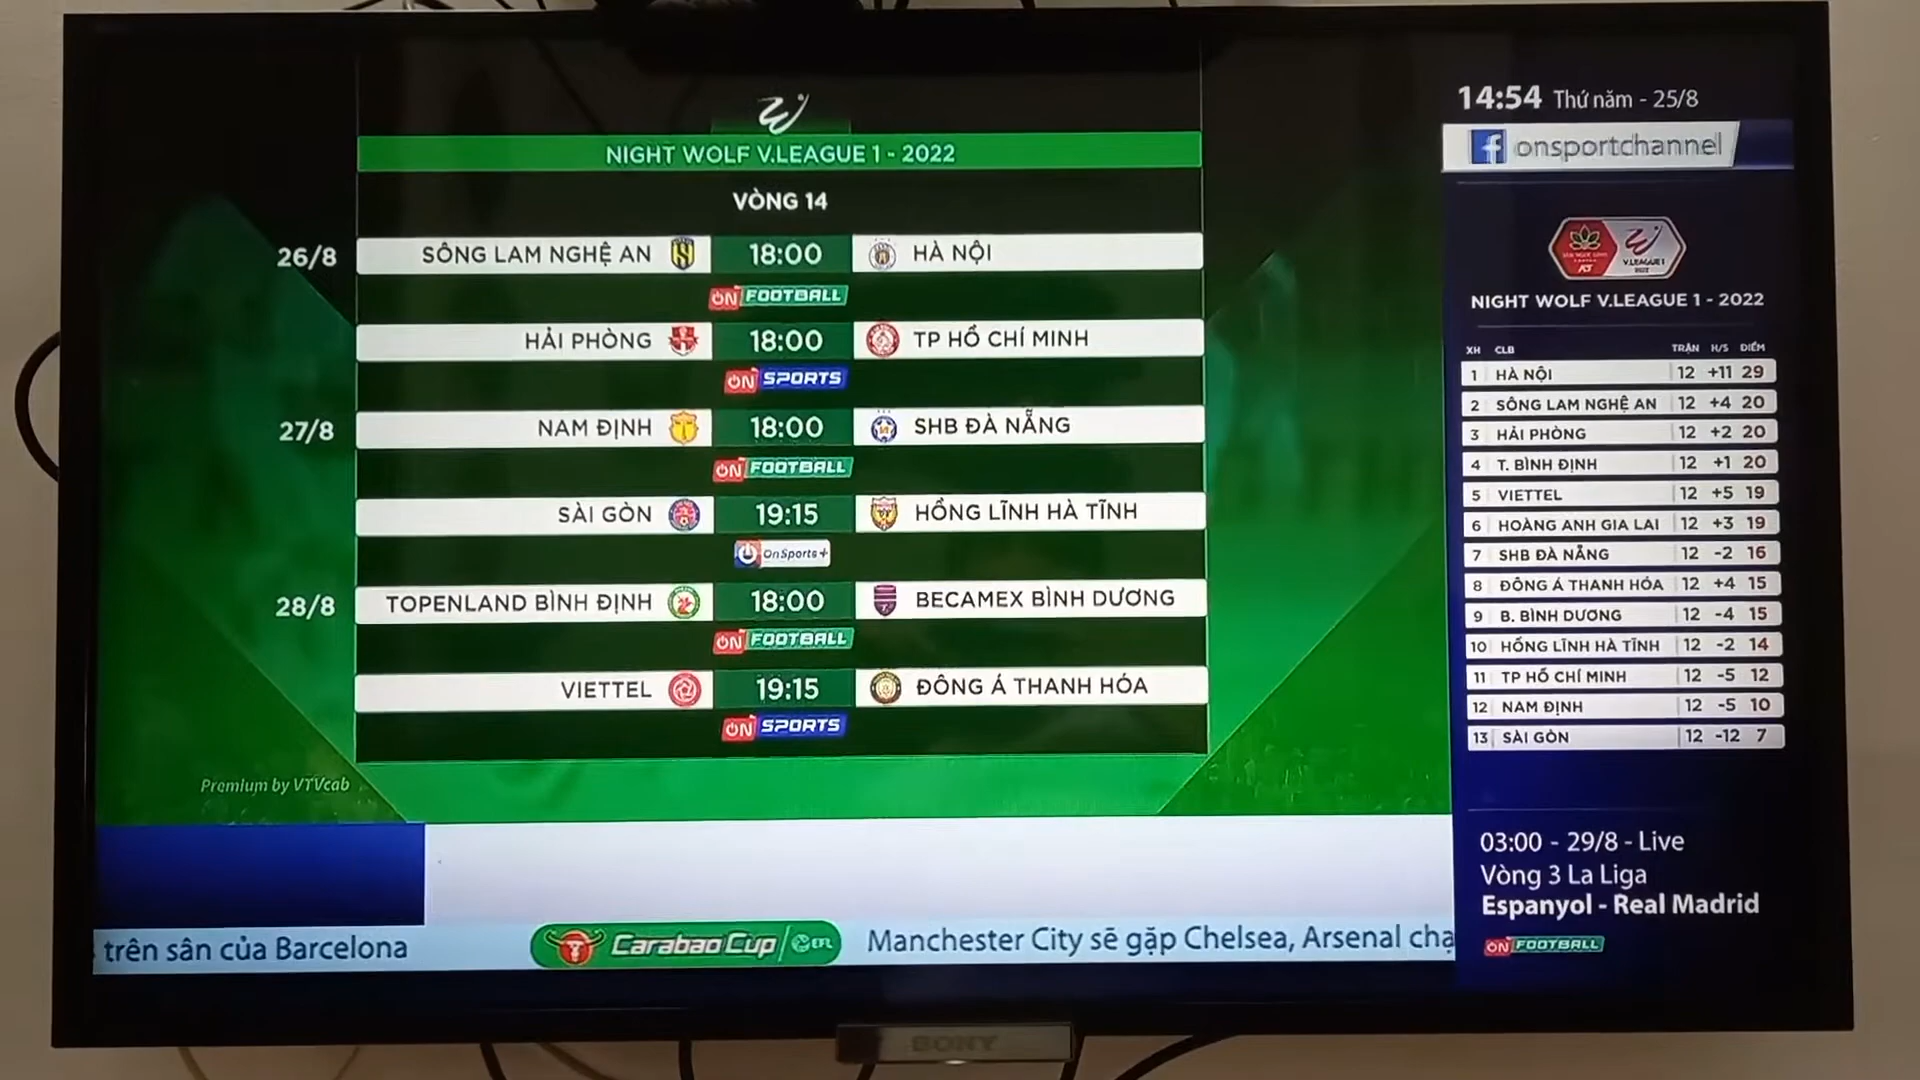 NIGHT WOLF V.LEAGUE 1 - 2022
VÒNG 14
26/8
SÔNG LAM NGHỆ AN 18:00 HÀ NỘI
ON FOOTBALL
HẢI PHÒNG 18:00 TP HỒ CHÍ MINH
ON SPORTS
27/8
NAM ĐỊNH 18:00 SHB ĐÀ NẴNG
ON FOOTBALL
SÀI GÒN 19:15 HỒNG LĨNH HÀ TĨNH
OnSports+
28/8
TOPENLAND BÌNH ĐỊNH 18:00 BECAMEX BÌNH DƯƠNG
ON FOOTBALL
VIETTEL 19:15 ĐÔNG Á THANH HÓA
ON SPORTS
Premium by VTVcab
trên sân của Barcelona
Carabao Cup EFL
Manchester City sẽ gặp Chelsea, Arsenal chạ
14:54 Thứ năm - 25/8
onsportchannel
V.LEAGUE 1
2022
NIGHT WOLF V.LEAGUE 1 - 2022
XH CLB TRẬN H/S ĐIỂM
1 HÀ NỘI 12 +11 29
2 SÔNG LAM NGHỆ AN 12 +4 20
3 HẢI PHÒNG 12 +2 20
4 T. BÌNH ĐỊNH 12 +1 20
5 VIETTEL 12 +5 19
6 HOÀNG ANH GIA LAI 12 +3 19
7 SHB ĐÀ NẴNG 12 -2 16
8 ĐÔNG Á THANH HÓA 12 +4 15
9 B. BÌNH DƯƠNG 12 -4 15
10 HỒNG LĨNH HÀ TĨNH 12 -2 14
11 TP HỒ CHÍ MINH 12 -5 12
12 NAM ĐỊNH 12 -5 10
13 SÀI GÒN 12 -12 7
03:00 - 29/8 - Live
Vòng 3 La Liga
Espanyol - Real Madrid
ON FOOTBALL
SONY